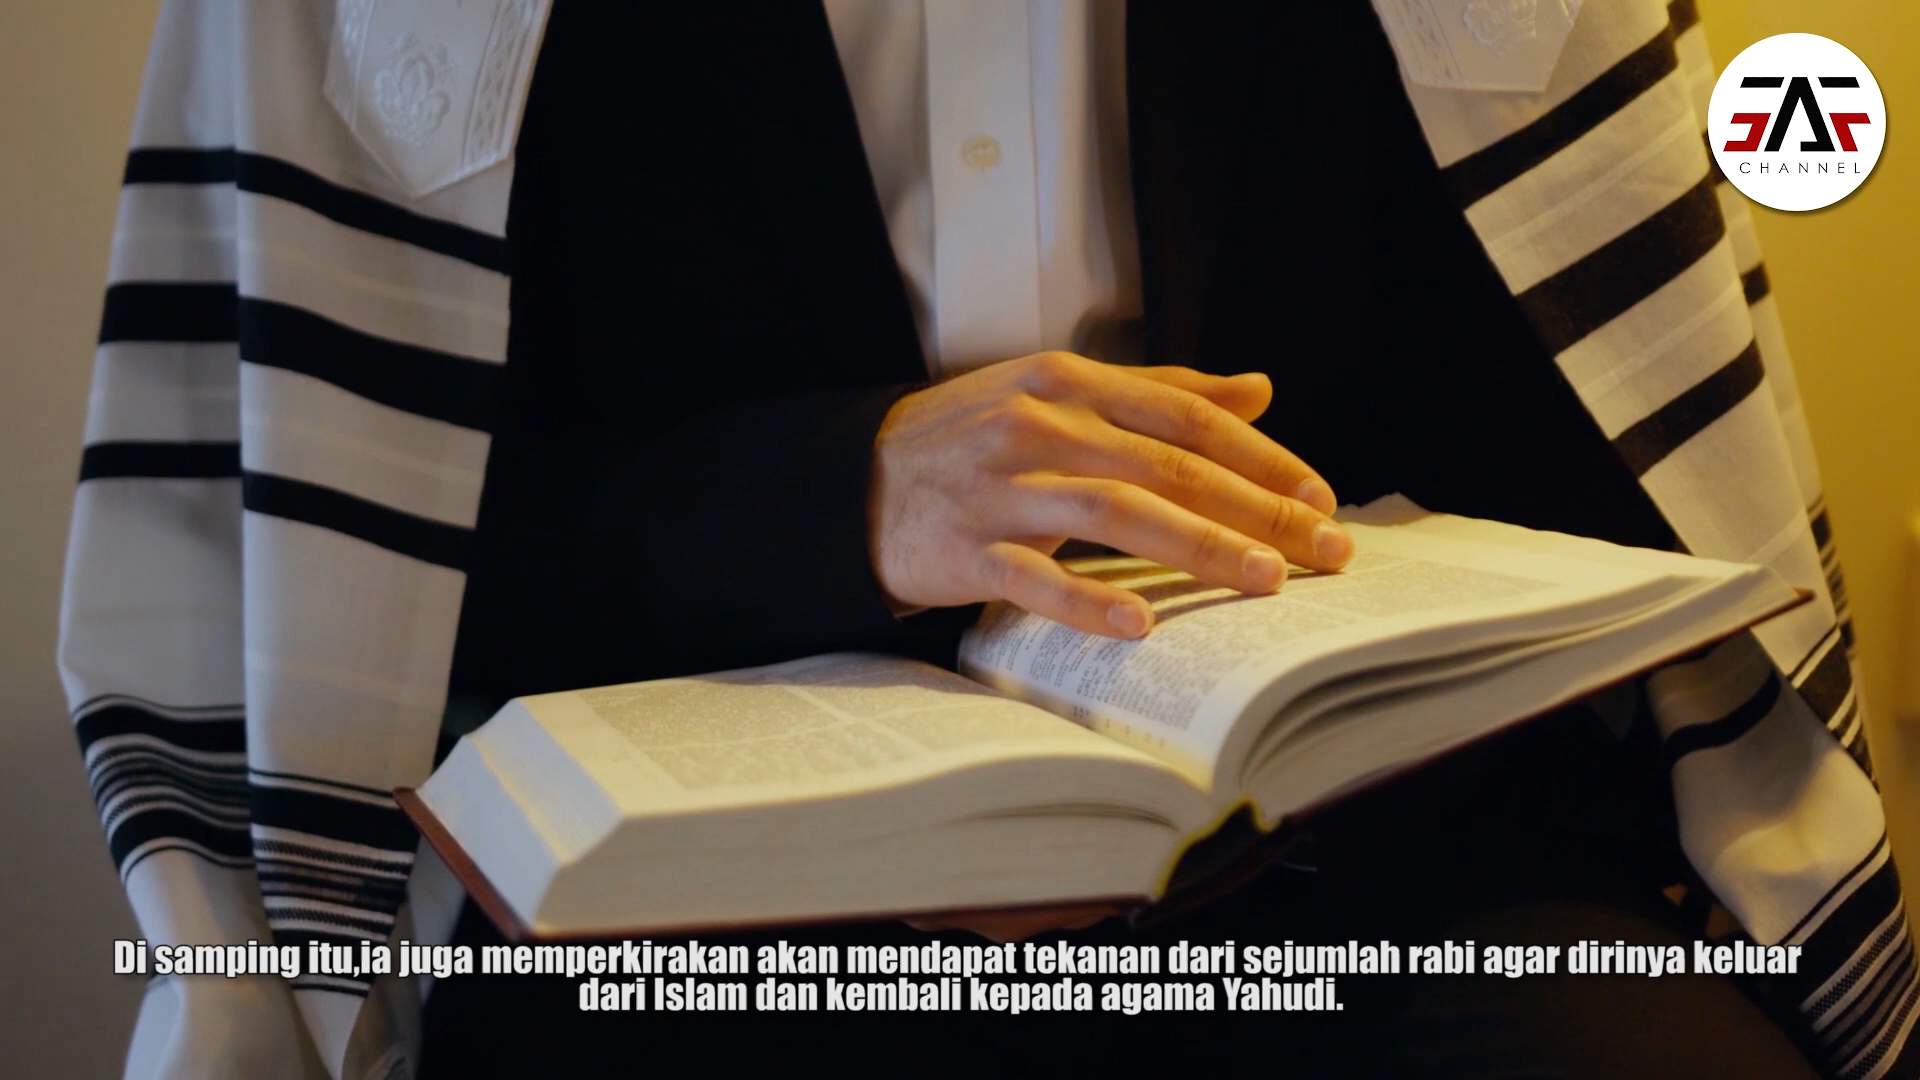 CHANNEL
Di samping itu,ia juga memperkirakan akan mendapat tekanan dari sejumlah rabi agar dirinya keluar
dari Islam dan kembali kepada agama Yahudi.